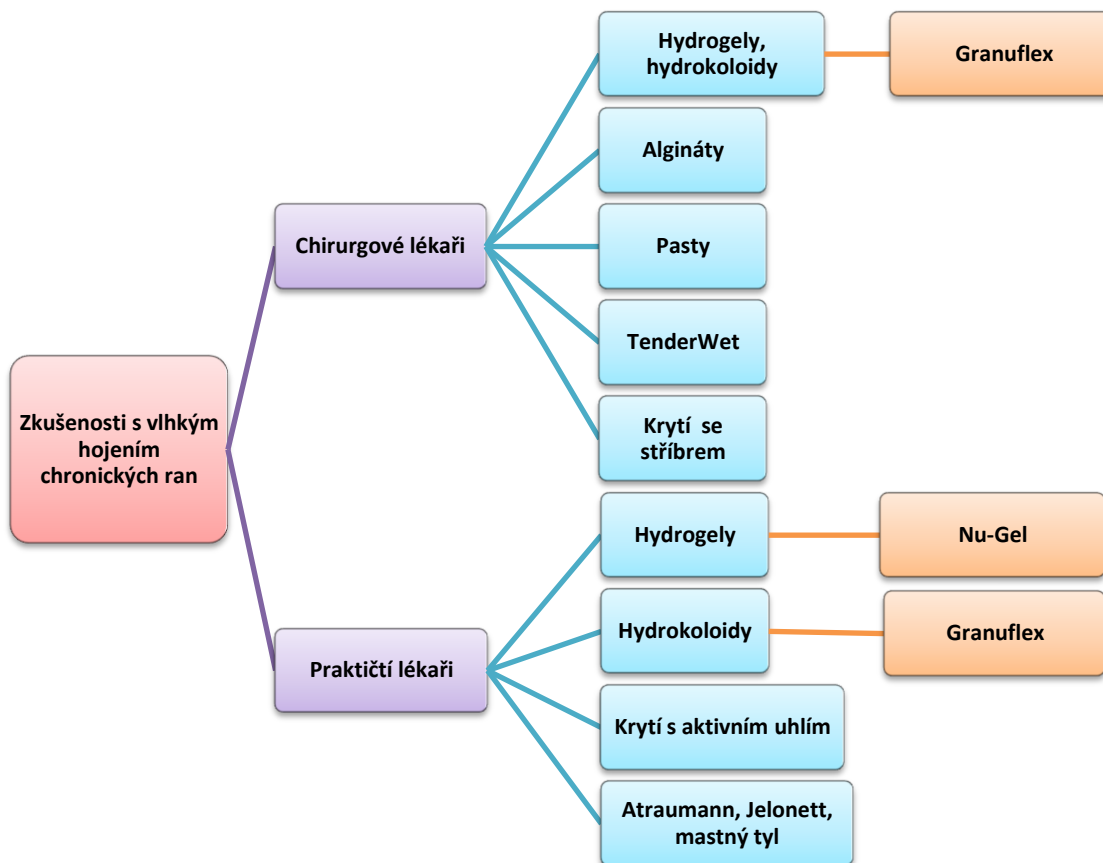 Zkušenosti s vlhkým
hojením
chronických ran
Chirurgové lékaři
Hydrogely,
hydrokoloidy
Granuflex
Algináty
Pasty
TenderWet
Krytí se
stříbrem
Praktičtí lékaři
Hydrogely
Nu-Gel
Hydrokoloidy
Granuflex
Krytí s aktivním uhlím
Atraumann, Jelonett,
mastný tyl